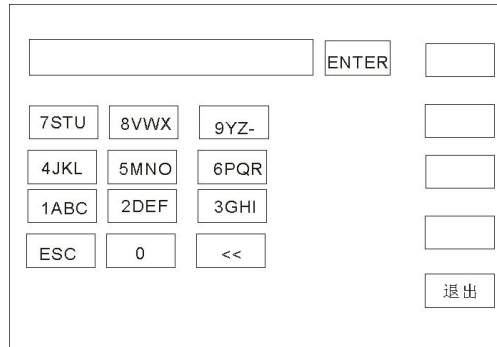 ENTER
7STU 8VWX 9YZ-
4JKL 5MNO 6PQR
1ABC 2DEF 3GHI
ESC 0 <<
退出